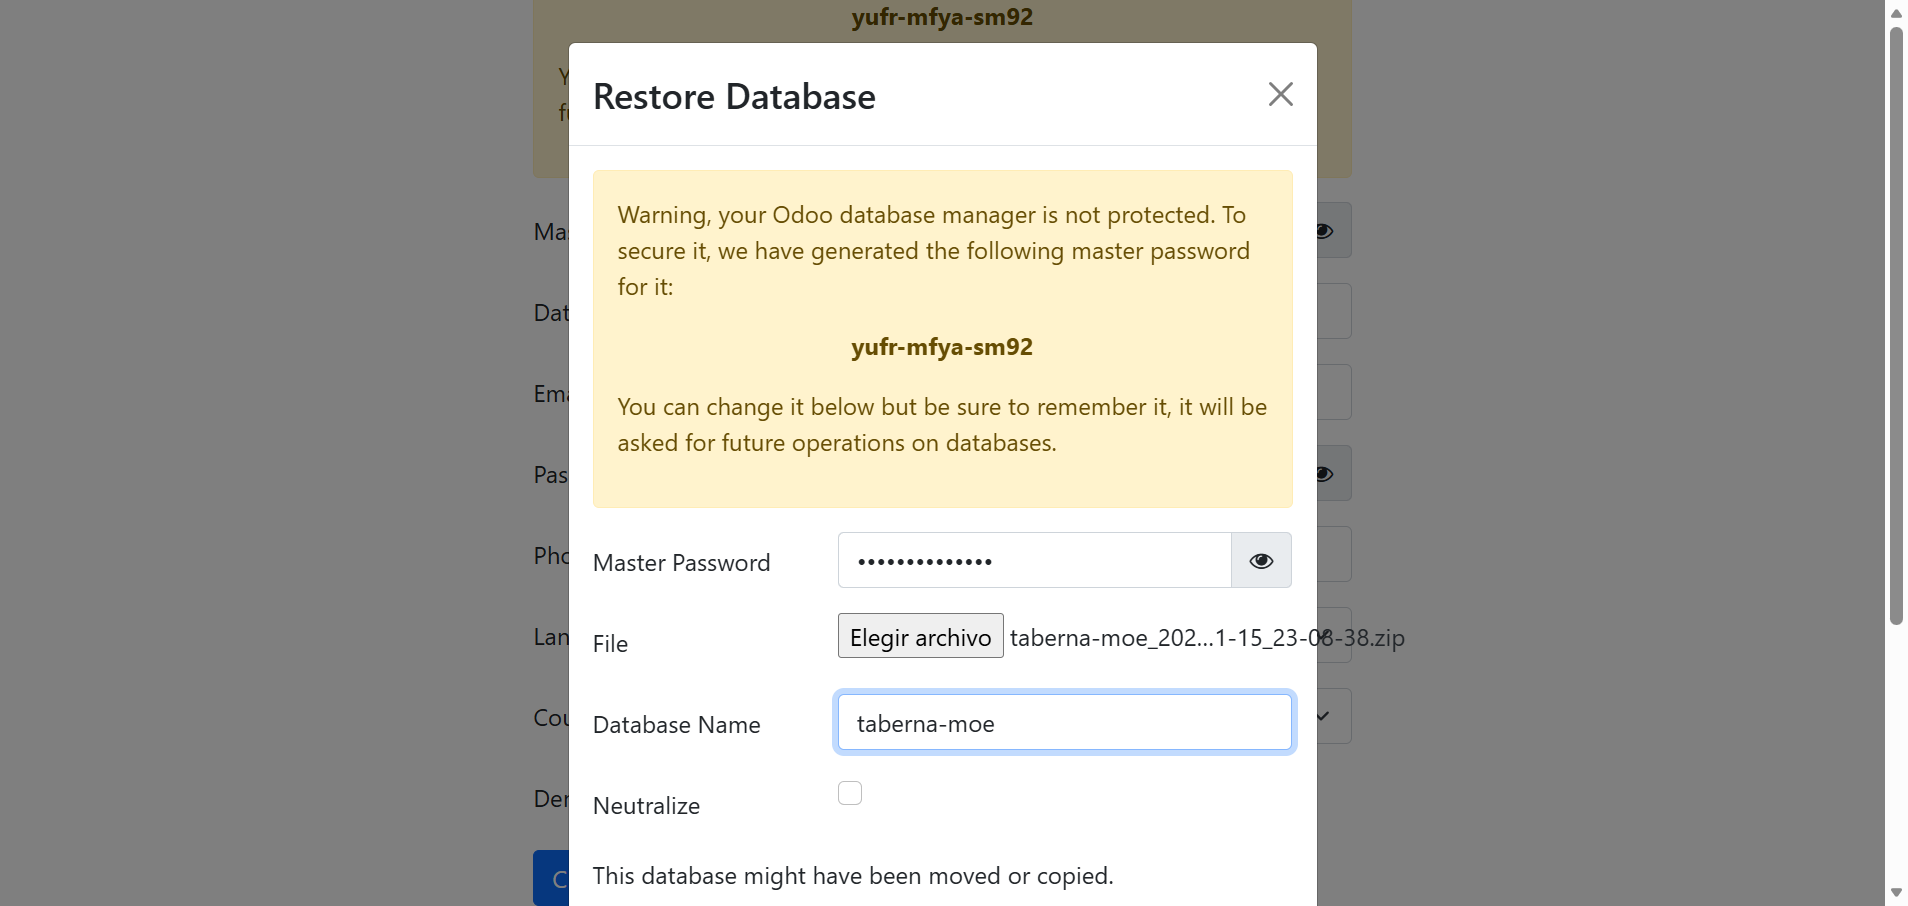 yufr-mfya-sm92
Restore Database
Warning, your Odoo database manager is not protected. To
secure it, we have generated the following master password
for it:
yufr-mfya-sm92
You can change it below but be sure to remember it, it will be
asked for future operations on databases.
Master Password ••••••••••••••
File Elegir archivo taberna-moe_202...1-15_23-08-38.zip
Database Name taberna-moe
Neutralize
This database might have been moved or copied.